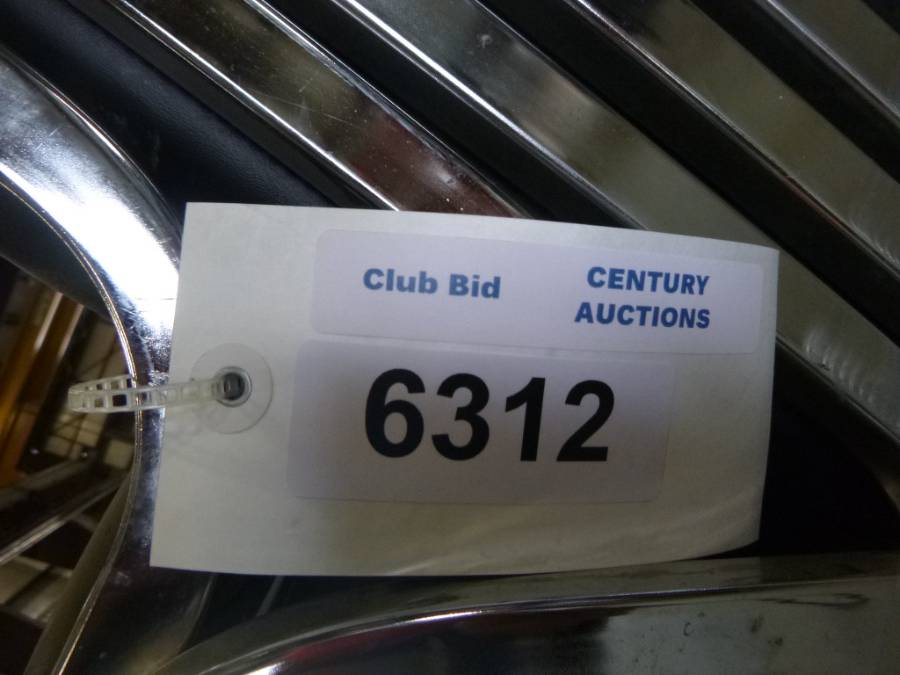 Club Bid
CENTURY
AUCTIONS
6312